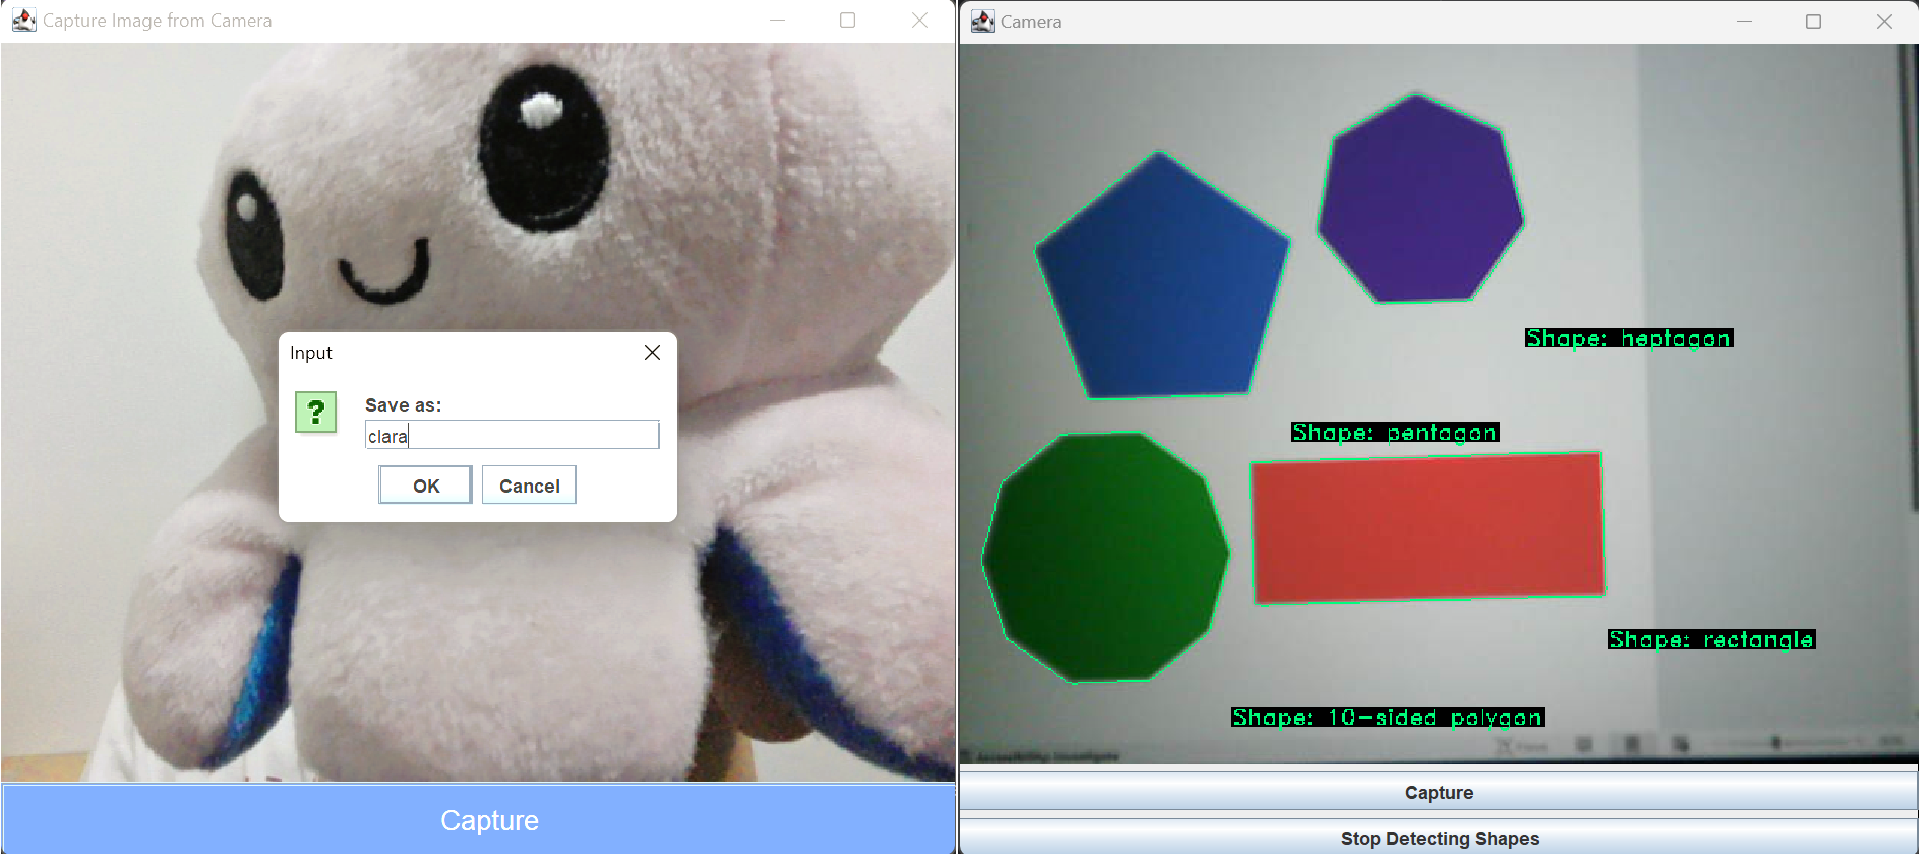 Capture Image from Camera
Input
?
Save as:
clara
OK
Cancel
Capture
Camera
Shape: heptagon
Shape: pentagon
Shape: rectangle
Shape: 10-sided polygon
Capture
Stop Detecting Shapes